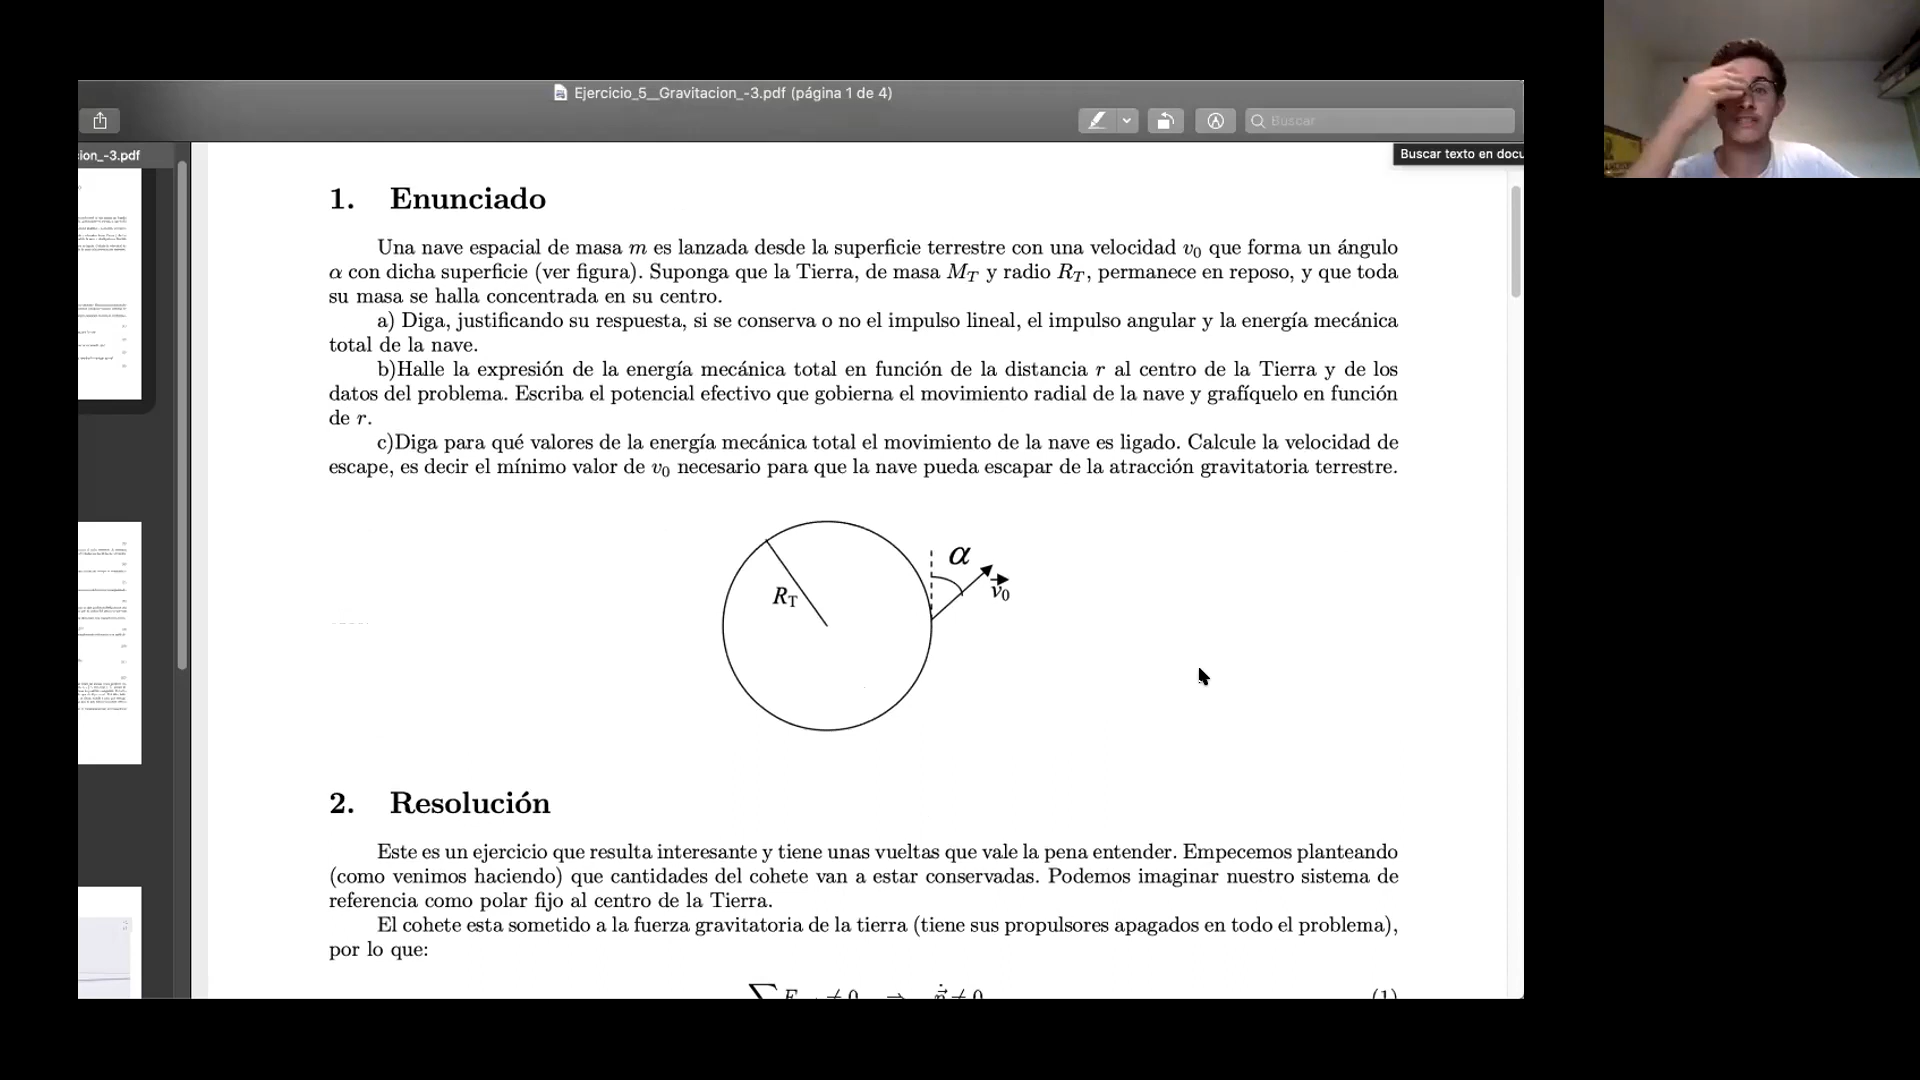 Ejercicio_5__Gravitacion_-3.pdf (página 1 de 4)
Buscar
ion_-3.pdf
Buscar texto en docu
1. Enunciado
Una nave espacial de masa m es lanzada desde la superficie terrestre con una velocidad v₀ que forma un ángulo
α con dicha superficie (ver figura). Suponga que la Tierra, de masa M_T y radio R_T, permanece en reposo, y que toda
su masa se halla concentrada en su centro.
a) Diga, justificando su respuesta, si se conserva o no el impulso lineal, el impulso angular y la energía mecánica
total de la nave.
b)Halle la expresión de la energía mecánica total en función de la distancia r al centro de la Tierra y de los
datos del problema. Escriba el potencial efectivo que gobierna el movimiento radial de la nave y grafíquelo en función
de r.
c)Diga para qué valores de la energía mecánica total el movimiento de la nave es ligado. Calcule la velocidad de
escape, es decir el mínimo valor de v₀ necesario para que la nave pueda escapar de la atracción gravitatoria terrestre.
α
v⃗₀
R_T
2. Resolución
Este es un ejercicio que resulta interesante y tiene unas vueltas que vale la pena entender. Empecemos planteando
(como venimos haciendo) que cantidades del cohete van a estar conservadas. Podemos imaginar nuestro sistema de
referencia como polar fijo al centro de la Tierra.
El cohete esta sometido a la fuerza gravitatoria de la tierra (tiene sus propulsores apagados en todo el problema),
por lo que: